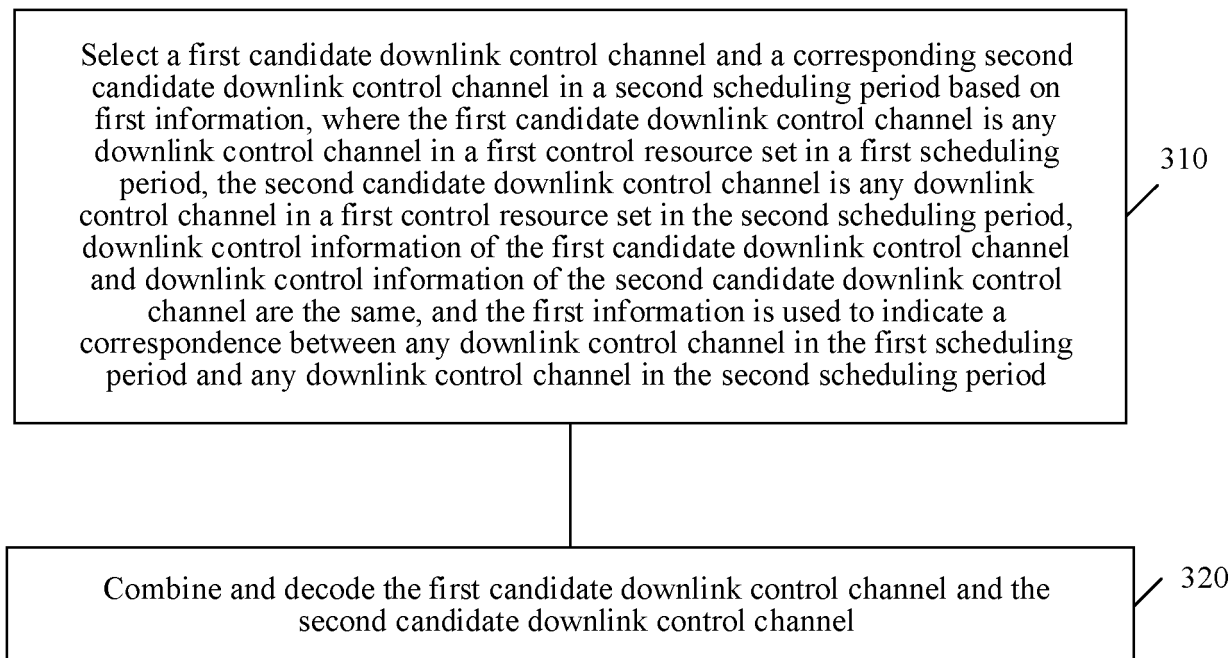 Select a first candidate downlink control channel and a corresponding second
candidate downlink control channel in a second scheduling period based on
first information, where the first candidate downlink control channel is any
downlink control channel in a first control resource set in a first scheduling
period, the second candidate downlink control channel is any downlink
control channel in a first control resource set in the second scheduling period,
downlink control information of the first candidate downlink control channel
and downlink control information of the second candidate downlink control
channel are the same, and the first information is used to indicate a
correspondence between any downlink control channel in the first scheduling
period and any downlink control channel in the second scheduling period
310
Combine and decode the first candidate downlink control channel and the
second candidate downlink control channel
320